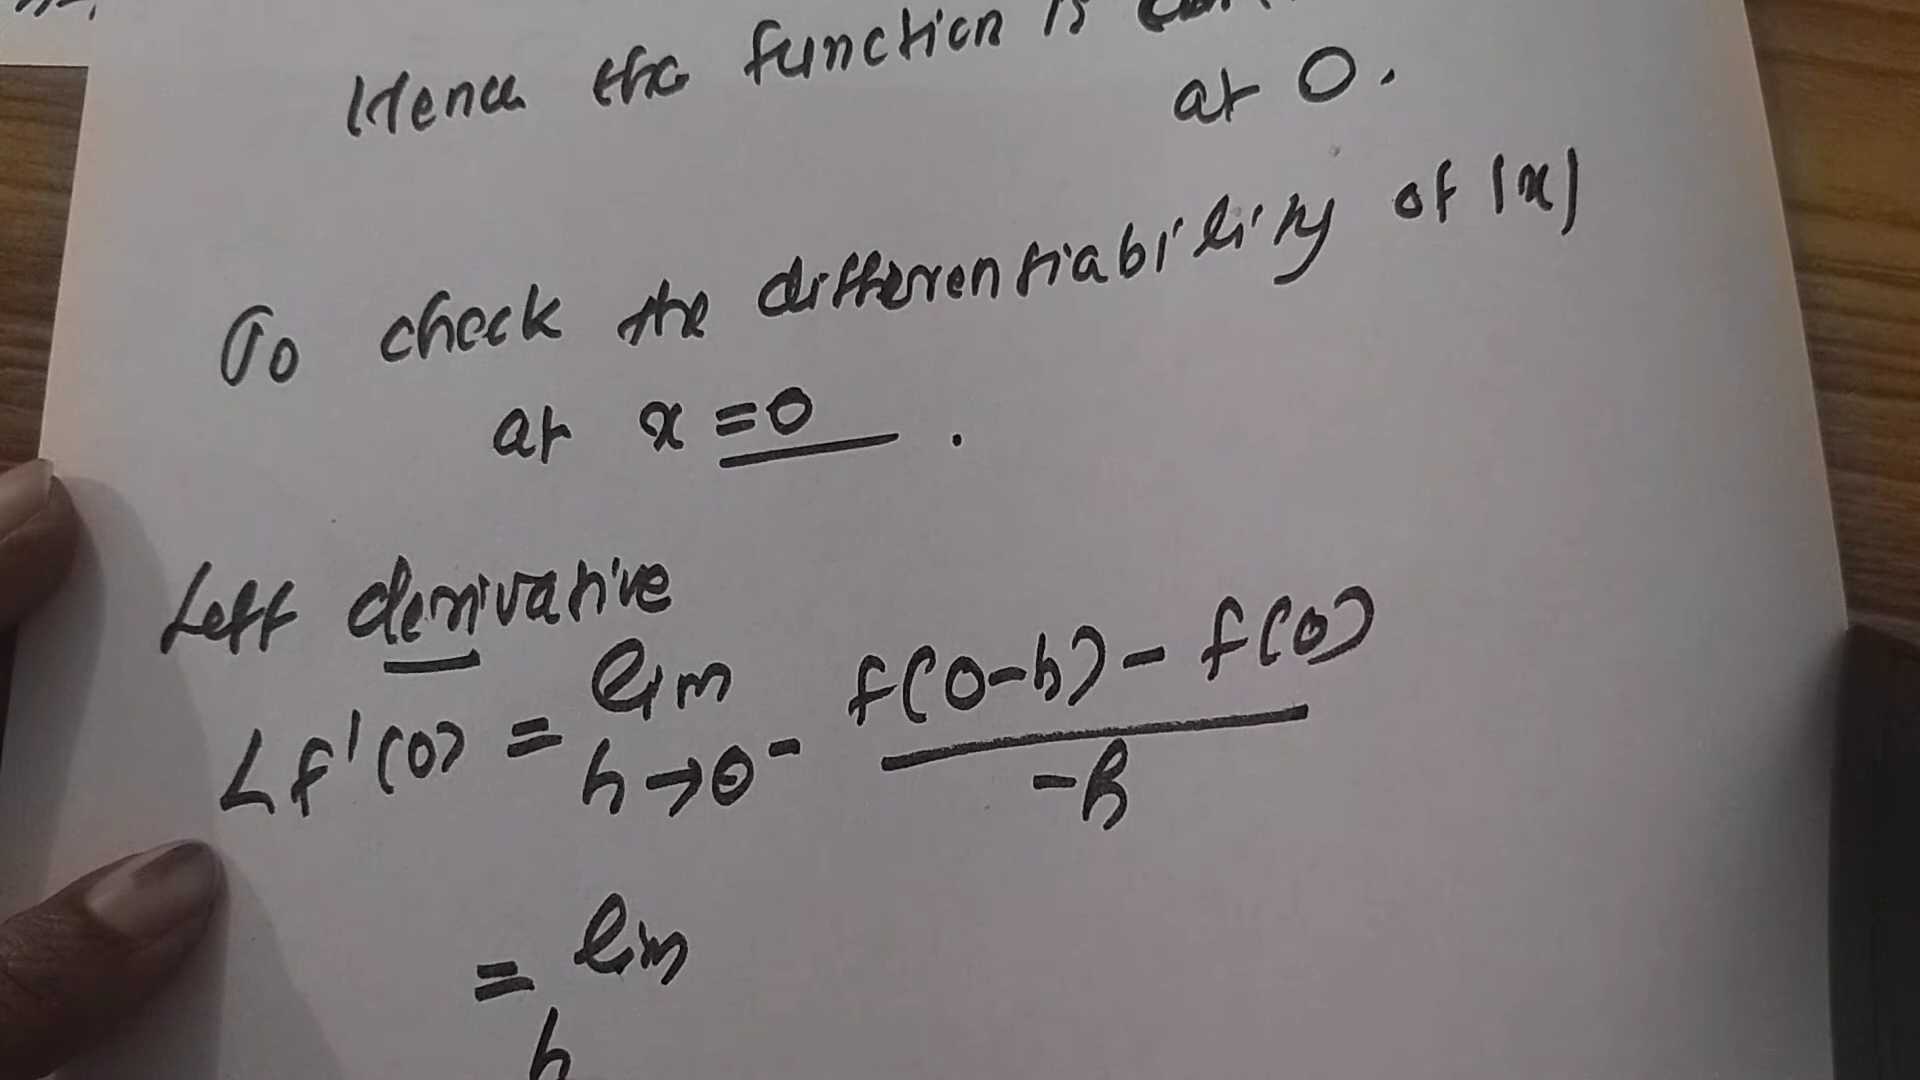 Hence the function is
at 0.
To check the differentiability of |x|
at x = 0 .
Left derivative
Lf'(0) = lim h→0- f(0-h) - f(0) / -h
= lim h